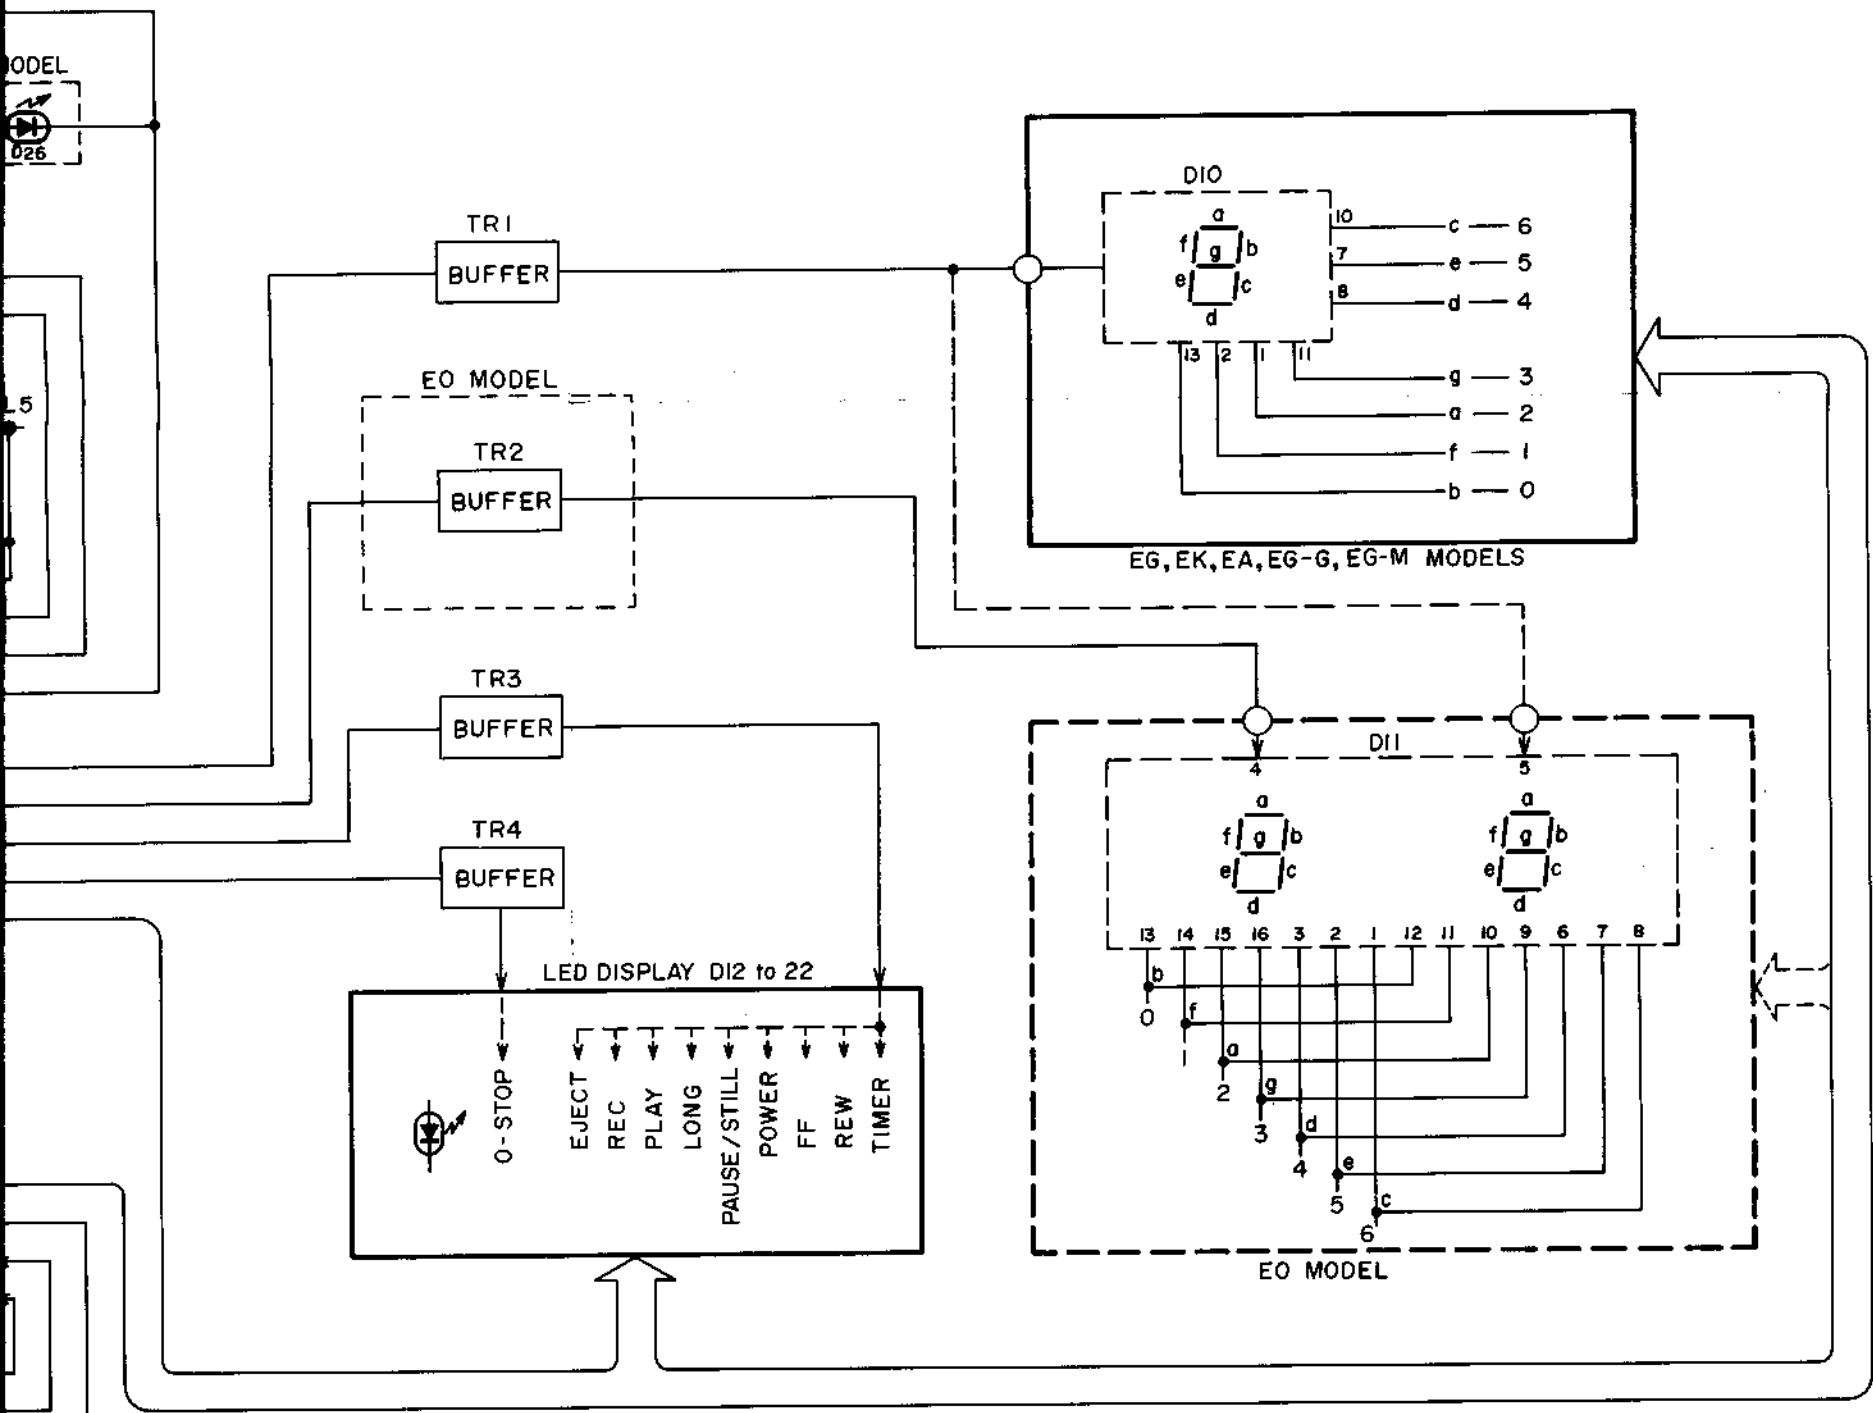 ODEL
D26
L5
TR1
BUFFER
EO MODEL
TR2
BUFFER
TR3
BUFFER
TR4
BUFFER
D10
a
f g b
e c
d
10 c — 6
7 e — 5
8 d — 4
13 2 1 11
g — 3
a — 2
f — 1
b — 0
EG, EK, EA, EG-G, EG-M MODELS
D11
4 5
a a
f g b f g b
e c e c
d d
13 14 15 16 3 2 1 12 11 10 9 6 7 8
b
0
f
1
a
2
g
3
d
4
e
5
c
6
EO MODEL
LED DISPLAY D12 to 22
O-STOP
EJECT
REC
PLAY
LONG
PAUSE/STILL
POWER
FF
REW
TIMER